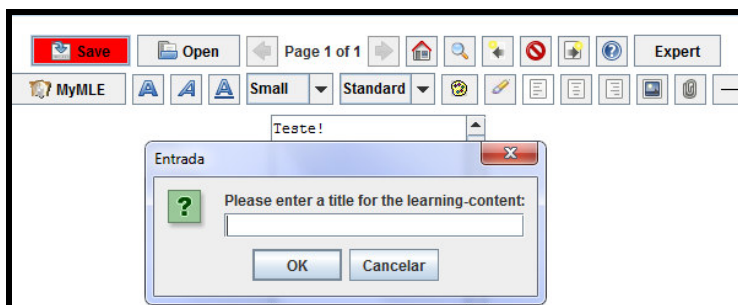 Save Open Page 1 of 1 Expert
MyMLE A A A Small Standard
Teste!
Entrada
Please enter a title for the learning-content:
OK Cancelar